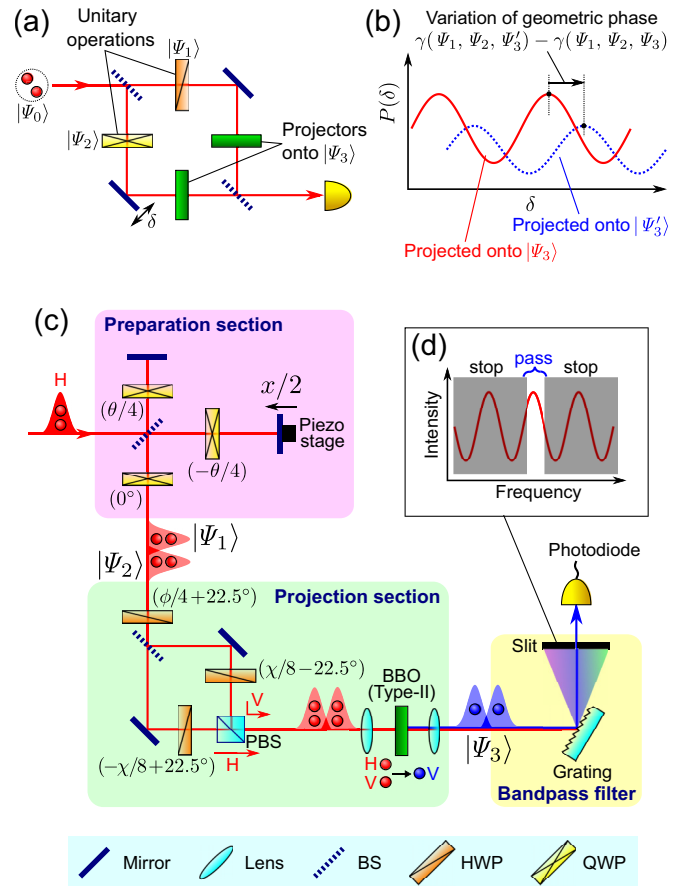 (a)
Unitary
operations
|Ψ₁⟩
|Ψ₀⟩
|Ψ₂⟩
Projectors
onto |Ψ₃⟩
δ
(b)
Variation of geometric phase
γ(Ψ₁, Ψ₂, Ψ₃′) − γ(Ψ₁, Ψ₂, Ψ₃)
P(δ)
δ
Projected onto |Ψ₃′⟩
Projected onto |Ψ₃⟩
(c)
Preparation section
H
(θ/4)
x/2
Piezo
stage
(−θ/4)
(0°)
|Ψ₁⟩
|Ψ₂⟩
(d)
stop
pass
stop
Intensity
Frequency
(ϕ/4+22.5°)
Projection section
(χ/8−22.5°)
V
PBS
H
(−χ/8+22.5°)
BBO
(Type-II)
H
V
V
|Ψ₃⟩
Photodiode
Slit
Grating
Bandpass filter
Mirror
Lens
BS
HWP
QWP